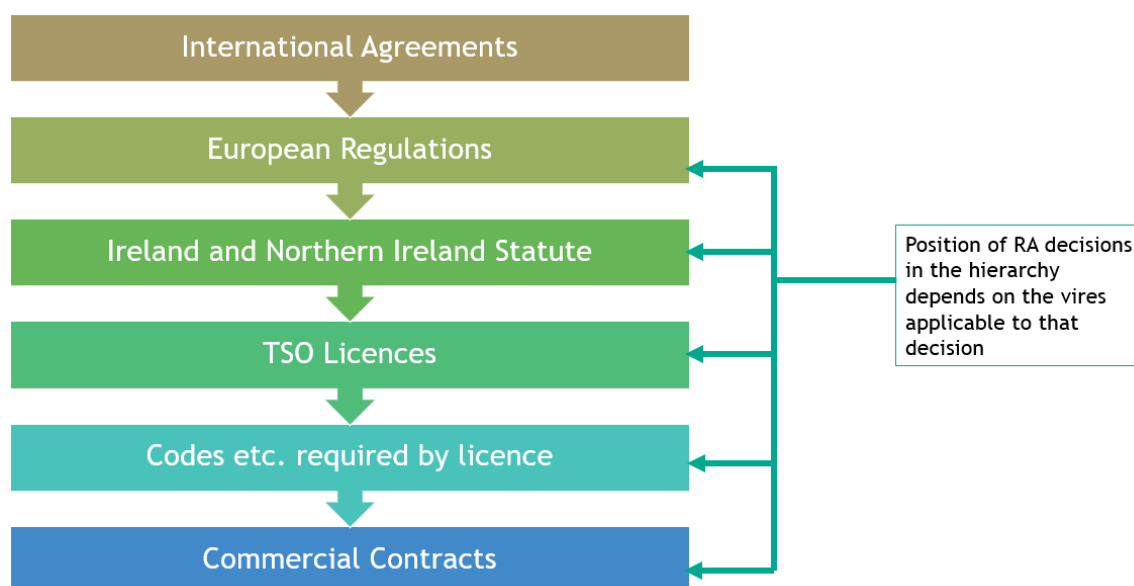 International Agreements
European Regulations
Ireland and Northern Ireland Statute
TSO Licences
Codes etc. required by licence
Commercial Contracts
Position of RA decisions
in the hierarchy
depends on the vires
applicable to that
decision